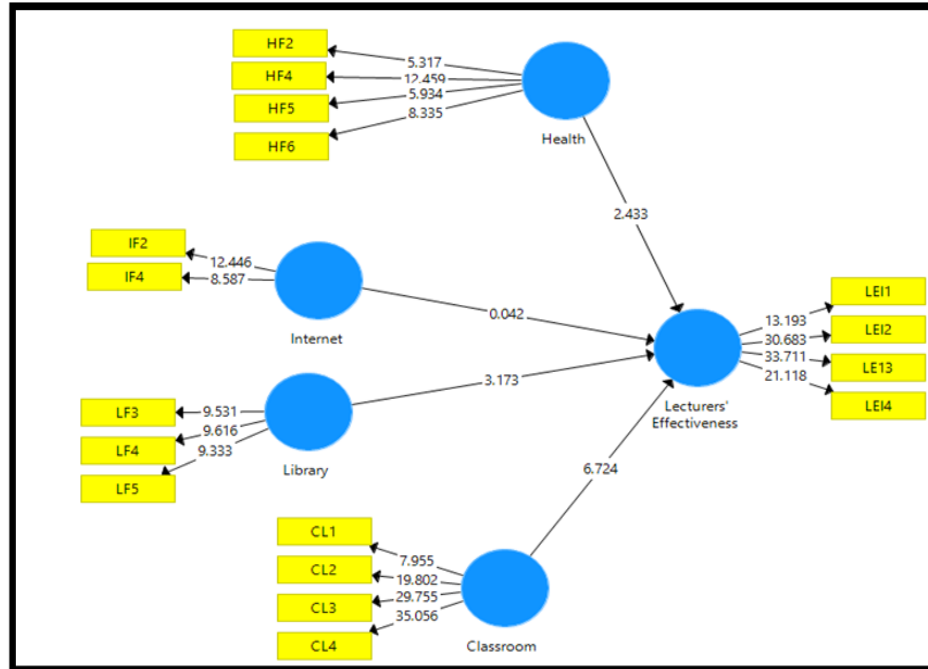 HF2
5.317
HF4
12.459
HF5
5.934
HF6
8.335
Health
2.433
IF2
12.446
IF4
8.587
Internet
0.042
LEI1
13.193
LEI2
30.683
LE13
33.711
LEI4
21.118
Lecturers'
Effectiveness
LF3
9.531
LF4
9.616
LF5
9.333
Library
3.173
6.724
CL1
7.955
CL2
19.802
CL3
29.755
CL4
35.056
Classroom